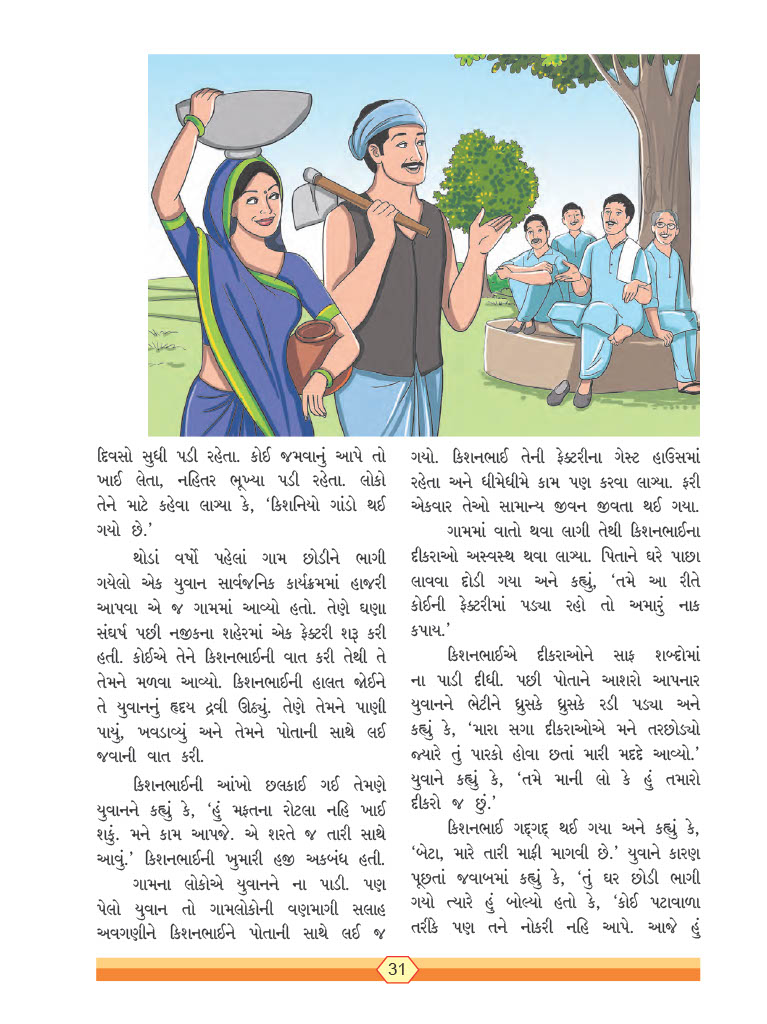 દિવસો સુધી પડી રહેતા. કોઈ જમવાનું આપે તો
ખાઈ લેતા, નહિતર ભૂખ્યા પડી રહેતા. લોકો
તેને માટે કહેવા લાગ્યા કે, ‘કિશનિયો ગાંડો થઈ
ગયો છે.’
થોડાં વર્ષો પહેલાં ગામ છોડીને ભાગી
ગયેલો એક યુવાન સાર્વજનિક કાર્યક્રમમાં હાજરી
આપવા એ જ ગામમાં આવ્યો હતો. તેણે ઘણા
સંઘર્ષ પછી નજીકના શહેરમાં એક ફેક્ટરી શરૂ કરી
હતી. કોઈએ તેને કિશનભાઈની વાત કરી તેથી તે
તેમને મળવા આવ્યો. કિશનભાઈની હાલત જોઈને
તે યુવાનનું હૃદય દ્રવી ઊઠ્યું. તેણે તેમને પાણી
પાયું, ખવડાવ્યું અને તેમને પોતાની સાથે લઈ
જવાની વાત કરી.
કિશનભાઈની આંખો છલકાઈ ગઈ તેમણે
યુવાનને કહ્યું કે, ‘હું મફતના રોટલા નહિ ખાઈ
શકું. મને કામ આપજે. એ શરતે જ તારી સાથે
આવું.’ કિશનભાઈની ખુમારી હજી અકબંધ હતી.
ગામના લોકોએ યુવાનને ના પાડી. પણ
પેલો યુવાન તો ગામલોકોની વણમાગી સલાહ
અવગણીને કિશનભાઈને પોતાની સાથે લઈ જ
ગયો. કિશનભાઈ તેની ફેક્ટરીના ગેસ્ટ હાઉસમાં
રહેતા અને ધીમેધીમે કામ પણ કરવા લાગ્યા. ફરી
એકવાર તેઓ સામાન્ય જીવન જીવતા થઈ ગયા.
ગામમાં વાતો થવા લાગી તેથી કિશનભાઈના
દીકરાઓ અસ્વસ્થ થવા લાગ્યા. પિતાને ઘરે પાછા
લાવવા દોડી ગયા અને કહ્યું, ‘તમે આ રીતે
કોઈની ફેક્ટરીમાં પડ્યા રહો તો અમારું નાક
કપાય.’
કિશનભાઈએ દીકરાઓને સાફ શબ્દોમાં
ના પાડી દીધી. પછી પોતાને આશરો આપનાર
યુવાનને ભેટીને ધ્રુસકે ધ્રુસકે રડી પડ્યા અને
કહ્યું કે, ‘મારા સગા દીકરાઓએ મને તરછોડ્યો
જ્યારે તું પારકો હોવા છતાં મારી મદદે આવ્યો.’
યુવાને કહ્યું કે, ‘તમે માની લો કે હું તમારો
દીકરો જ છું.’
કિશનભાઈ ગદ્ગદ્ થઈ ગયા અને કહ્યું કે,
‘બેટા, મારે તારી માફી માગવી છે.’ યુવાને કારણ
પૂછતાં જવાબમાં કહ્યું કે, ‘તું ઘર છોડી ભાગી
ગયો ત્યારે હું બોલ્યો હતો કે, ‘કોઈ પટાવાળા
તરીકે પણ તને નોકરી નહિ આપે. આજે હું
31